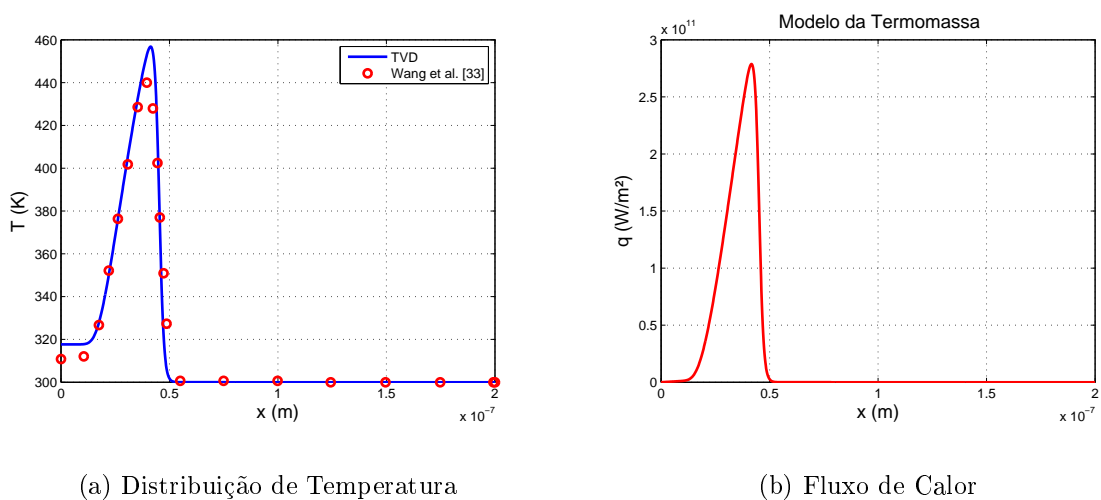 460
440
420
400
380
360
340
320
300
0
0.5
1
1.5
2
x 10⁻⁷
x (m)
T (K)
TVD
Wang et al. [33]
(a) Distribuição de Temperatura
Modelo da Termomassa
x 10¹¹
3
2.5
2
1.5
1
0.5
0
0
0.5
1
1.5
2
x 10⁻⁷
x (m)
q (W/m²)
(b) Fluxo de Calor